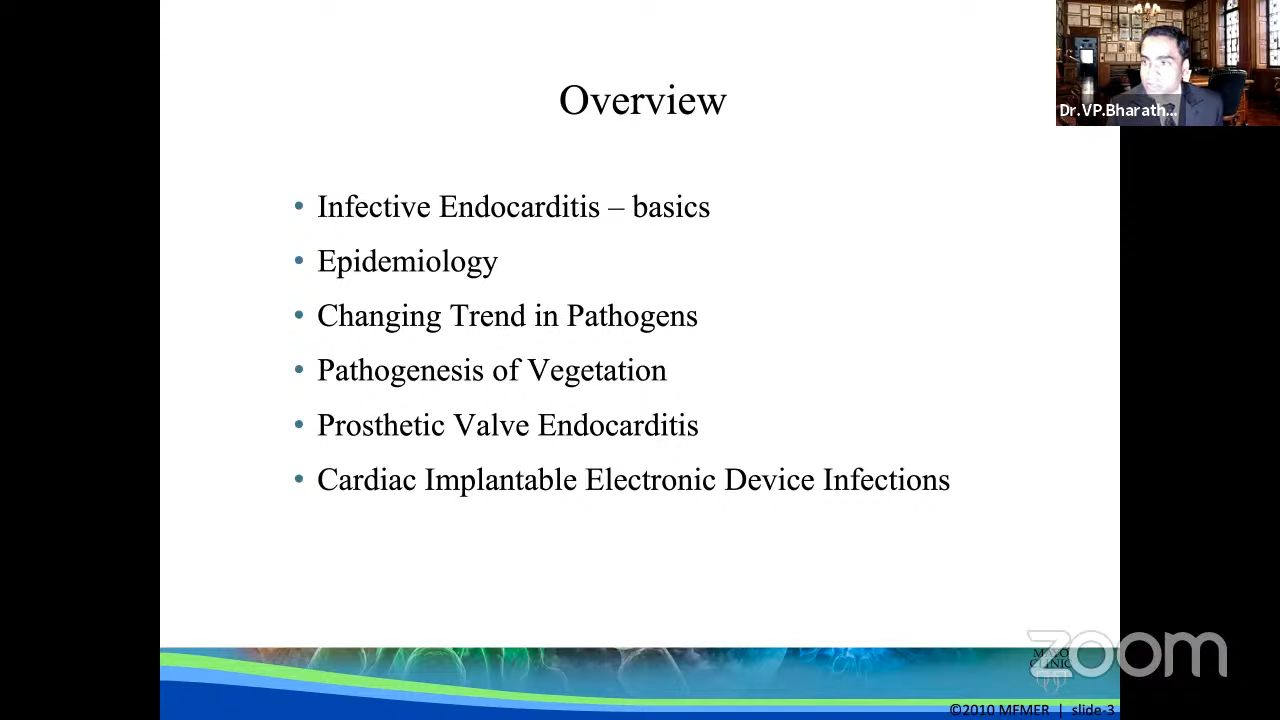 Overview
Dr.VP.Bharath...
• Infective Endocarditis – basics
• Epidemiology
• Changing Trend in Pathogens
• Pathogenesis of Vegetation
• Prosthetic Valve Endocarditis
• Cardiac Implantable Electronic Device Infections
zoom
©2010 MFMER | slide-3